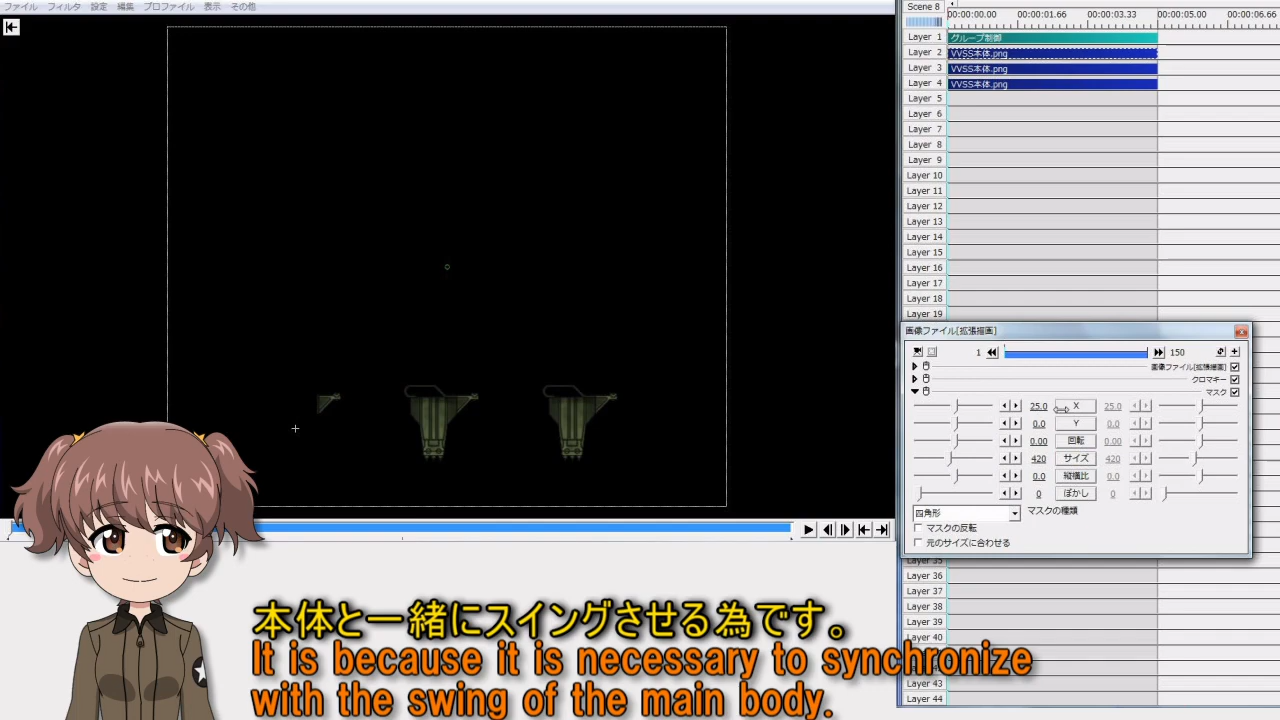 ファイル フィルタ 設定 編集 プロファイル 表示 その他
Scene 8
00:00:00.00 00:00:01.66 00:00:03.33 00:00:05.00 00:00:06.66
Layer 1 グループ制御
Layer 2 VVSS本体.png
Layer 3 VVSS本体.png
Layer 4 VVSS本体.png
Layer 5
Layer 6
Layer 7
Layer 8
Layer 9
Layer 10
Layer 11
Layer 12
Layer 13
Layer 14
Layer 15
Layer 16
Layer 17
Layer 18
Layer 19
画像ファイル[拡張描画]
1 150
画像ファイル[拡張描画]
クロマキー
マスク
25.0 X 25.0
0.0 Y 0.0
0.00 回転 0.00
420 サイズ 420
0.0 縦横比 0.0
0 ぼかし 0
四角形 マスクの種類
マスクの反転
元のサイズに合わせる
Layer 35
Layer 36
Layer 37
Layer 38
Layer 39
Layer 40
Layer 43
Layer 44
本体と一緒にスイングさせる為です。
It is because it is necessary to synchronize
with the swing of the main body.